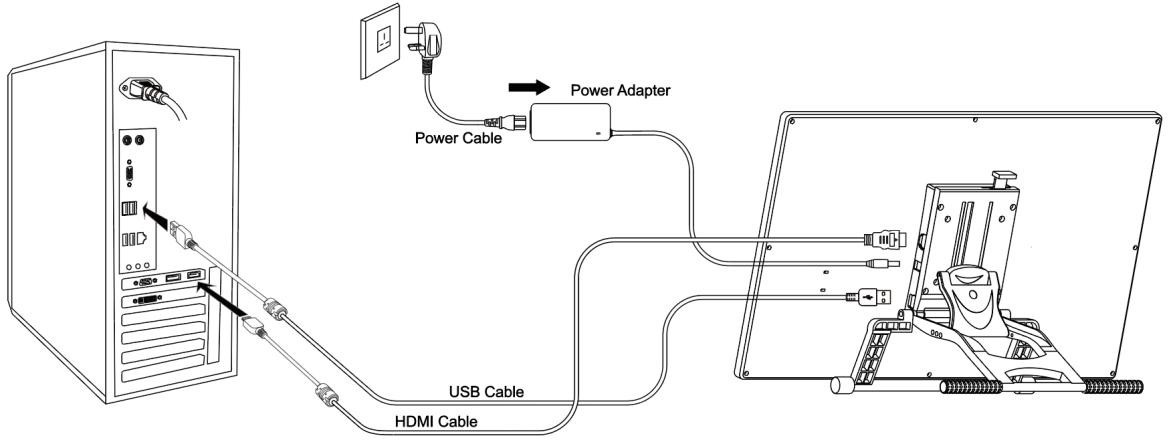 Power Adapter
Power Cable
USB Cable
HDMI Cable